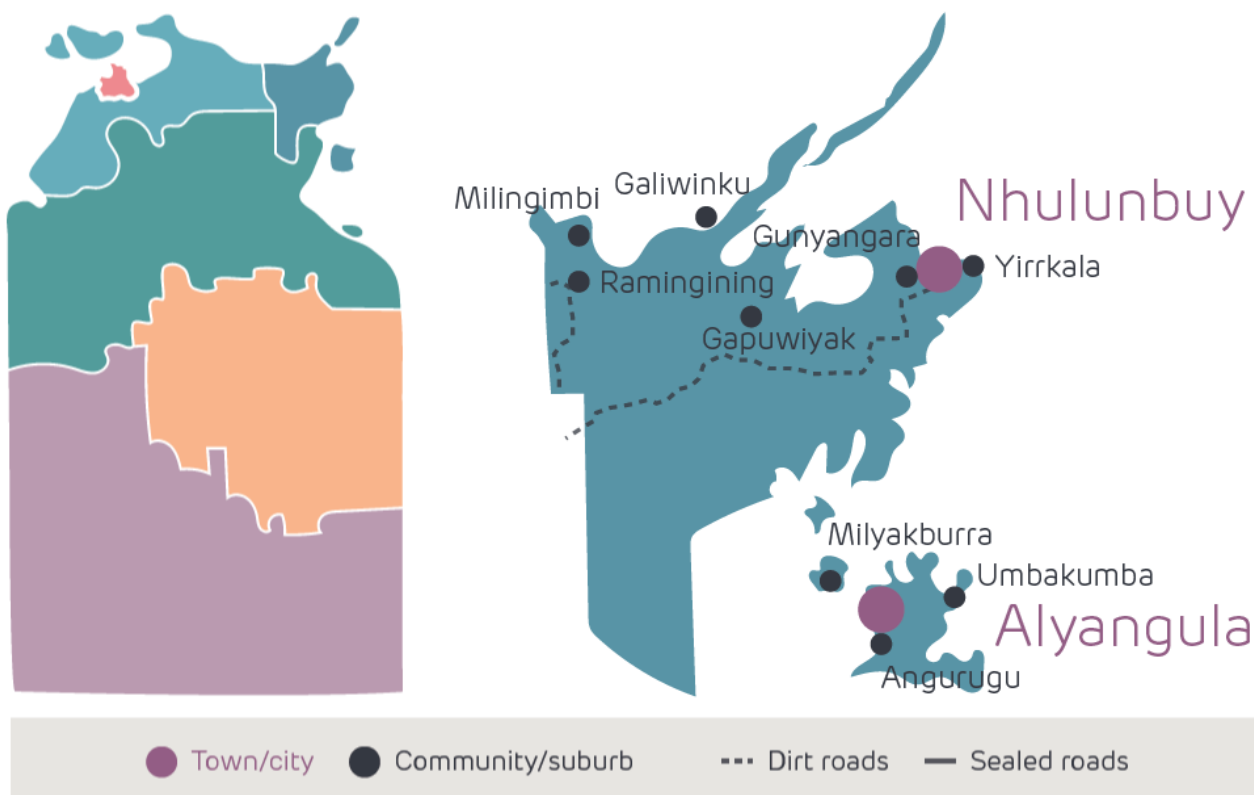 Nhulunbuy
Galiwinku
Milingimbi
Gunyangara
Yirrkala
Ramingining
Gapuwiyak
Milyakburra
Umbakumba
Alyangula
Angurugu
Town/city
Community/suburb
Dirt roads
Sealed roads